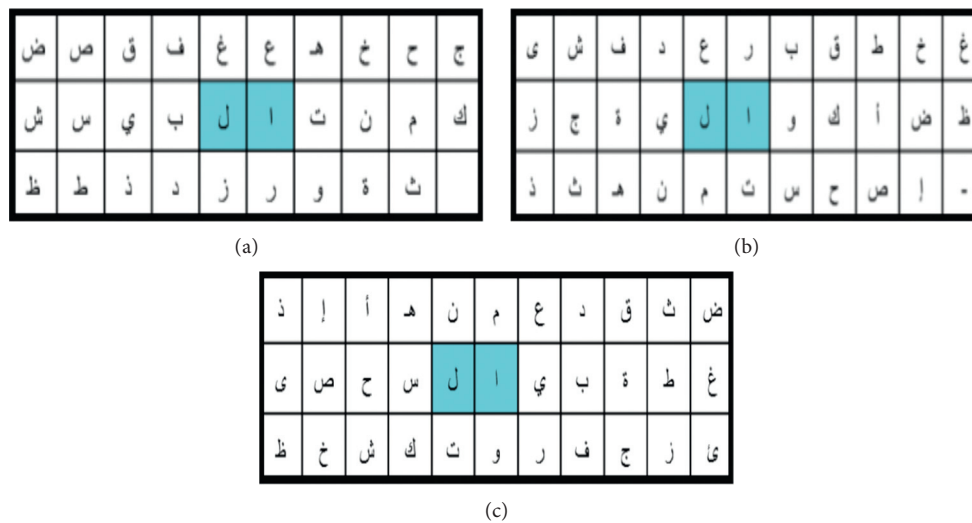 ج ح خ هـ ع غ ف ق ص ض
ك م ن ت ا ل ب ي س ش
ث ة و ر ز د ذ ط ظ
(a)
غ خ ط ق ب ر ع د ف ش ى
ظ ض أ ك و ا ل ي ة ج ز
- إ ص ح س ت م ن هـ ث ذ
(b)
ض ث ق د ع م ن هـ أ إ ذ
غ ط ة ب ي ا ل س ح ص ى
ئ ز ج ف ر و ت ك ش خ ظ
(c)